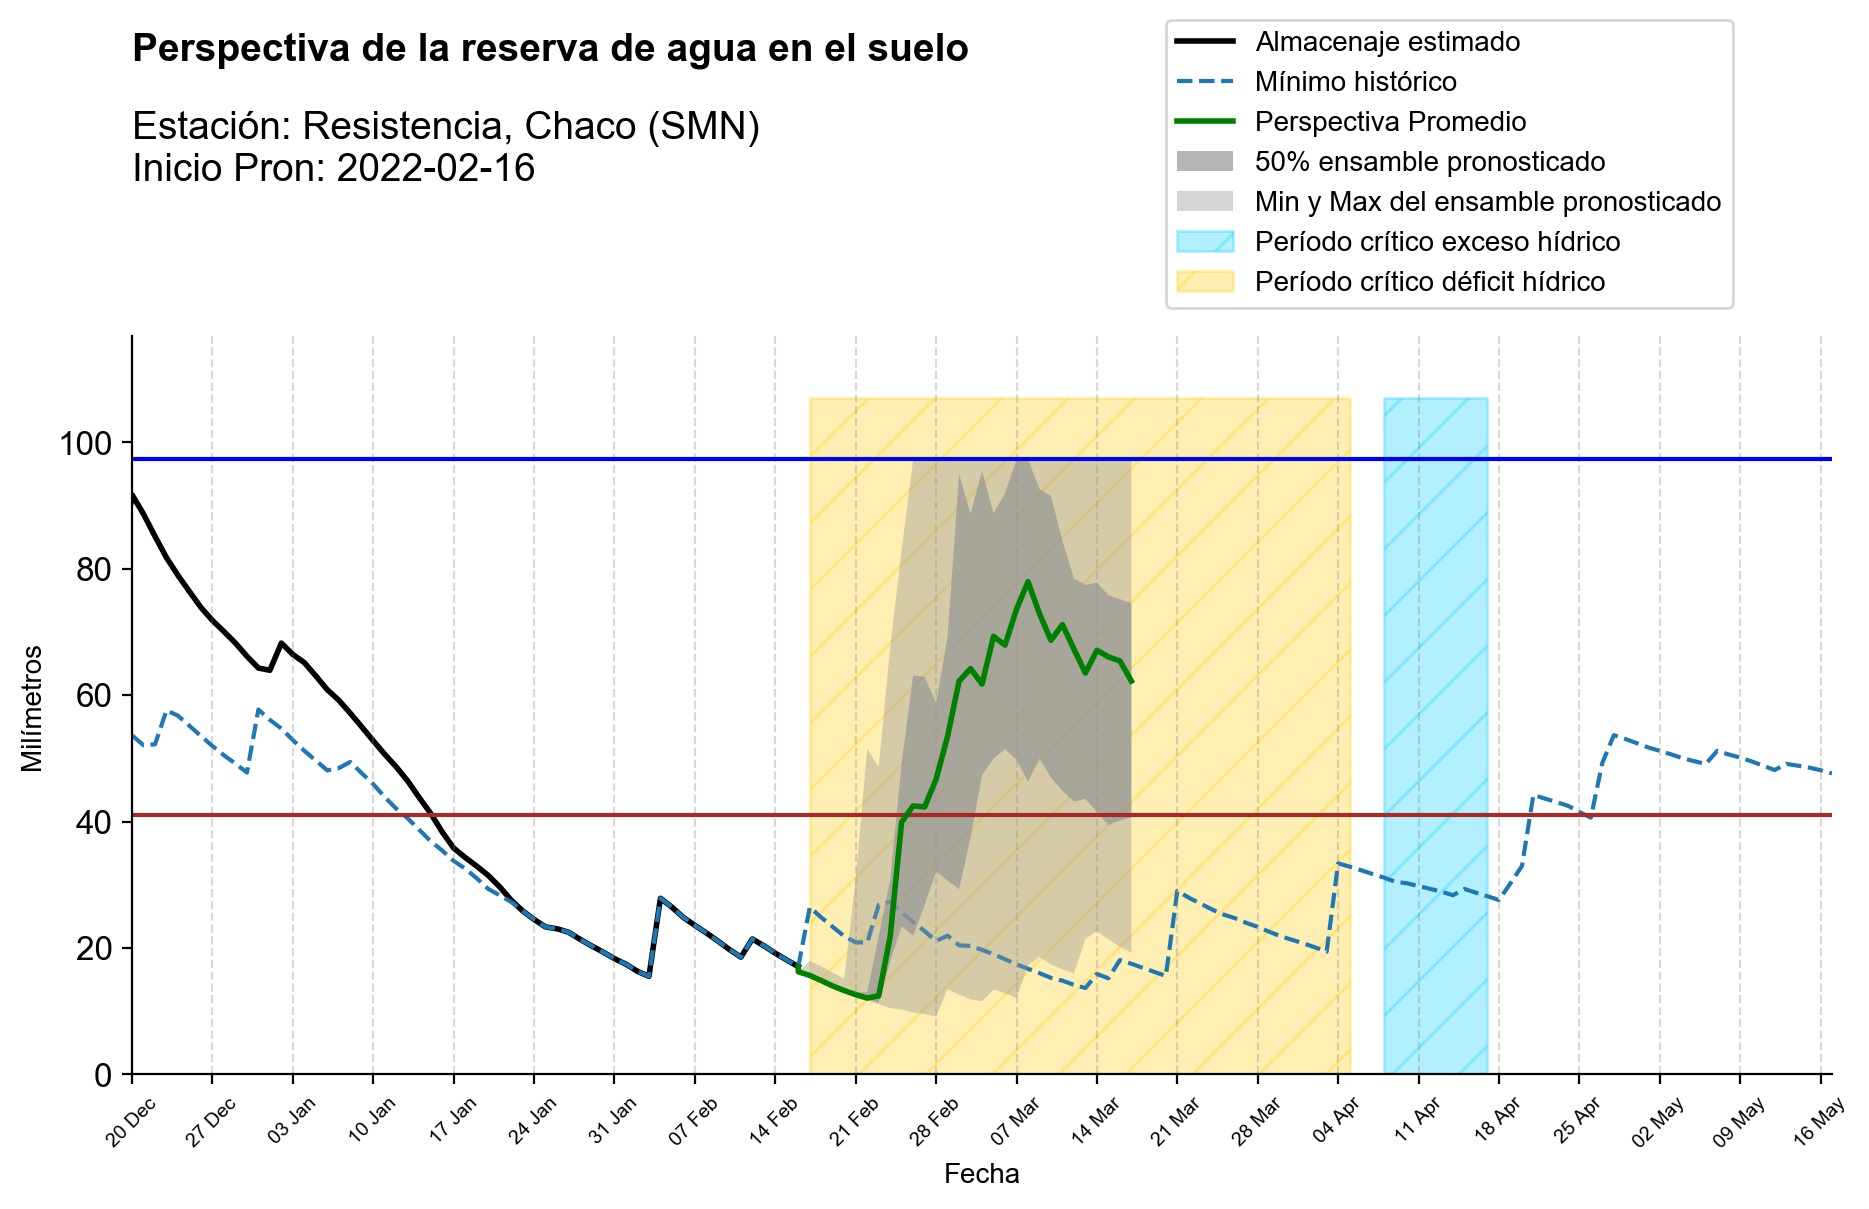 Perspectiva de la reserva de agua en el suelo
Estación: Resistencia, Chaco (SMN)
Inicio Pron: 2022-02-16
Almacenaje estimado
Mínimo histórico
Perspectiva Promedio
50% ensamble pronosticado
Min y Max del ensamble pronosticado
Período crítico exceso hídrico
Período crítico déficit hídrico
Milímetros
100
80
60
40
20
0
20 Dec
27 Dec
03 Jan
10 Jan
17 Jan
24 Jan
31 Jan
07 Feb
14 Feb
21 Feb
28 Feb
07 Mar
14 Mar
21 Mar
28 Mar
04 Apr
11 Apr
18 Apr
25 Apr
02 May
09 May
16 May
Fecha